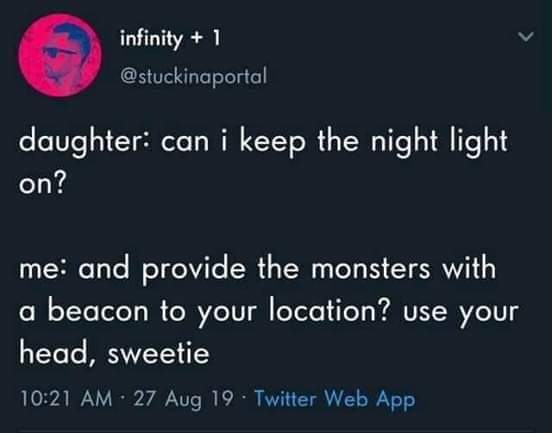 infinity + 1
@stuckinaportal
daughter: can i keep the night light
on?
me: and provide the monsters with
a beacon to your location? use your
head, sweetie
10:21 AM · 27 Aug 19 · Twitter Web App